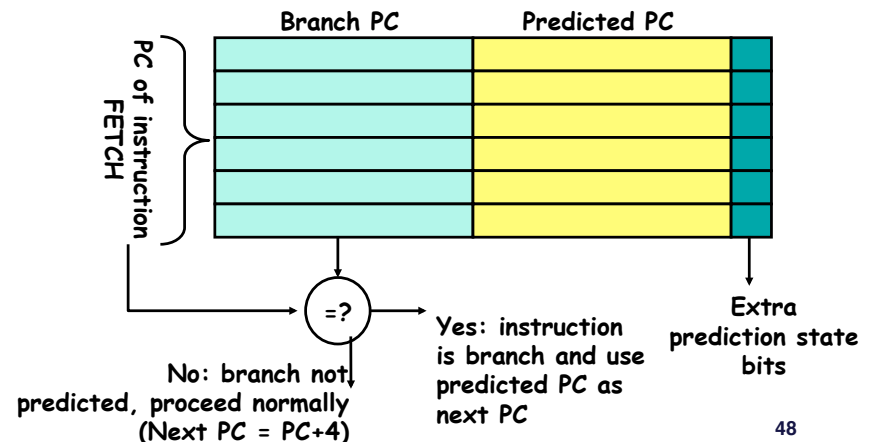 Branch PC
Predicted PC
PC of instruction
FETCH
=?
Extra
prediction state
bits
Yes: instruction
is branch and use
predicted PC as
next PC
No: branch not
predicted, proceed normally
(Next PC = PC+4)
48